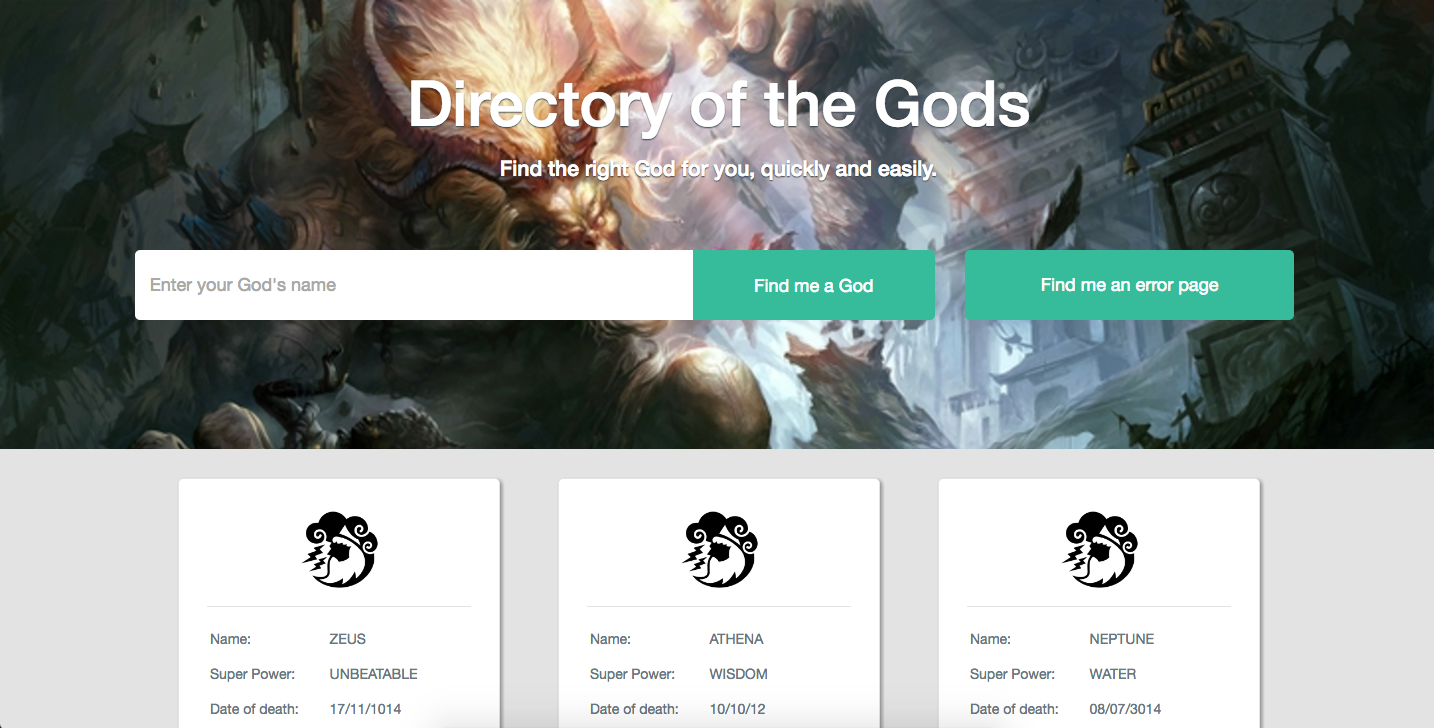 Directory of the Gods
Find the right God for you, quickly and easily.
Enter your God's name
Find me a God
Find me an error page
Name: ZEUS
Super Power: UNBEATABLE
Date of death: 17/11/1014
Name: ATHENA
Super Power: WISDOM
Date of death: 10/10/12
Name: NEPTUNE
Super Power: WATER
Date of death: 08/07/3014